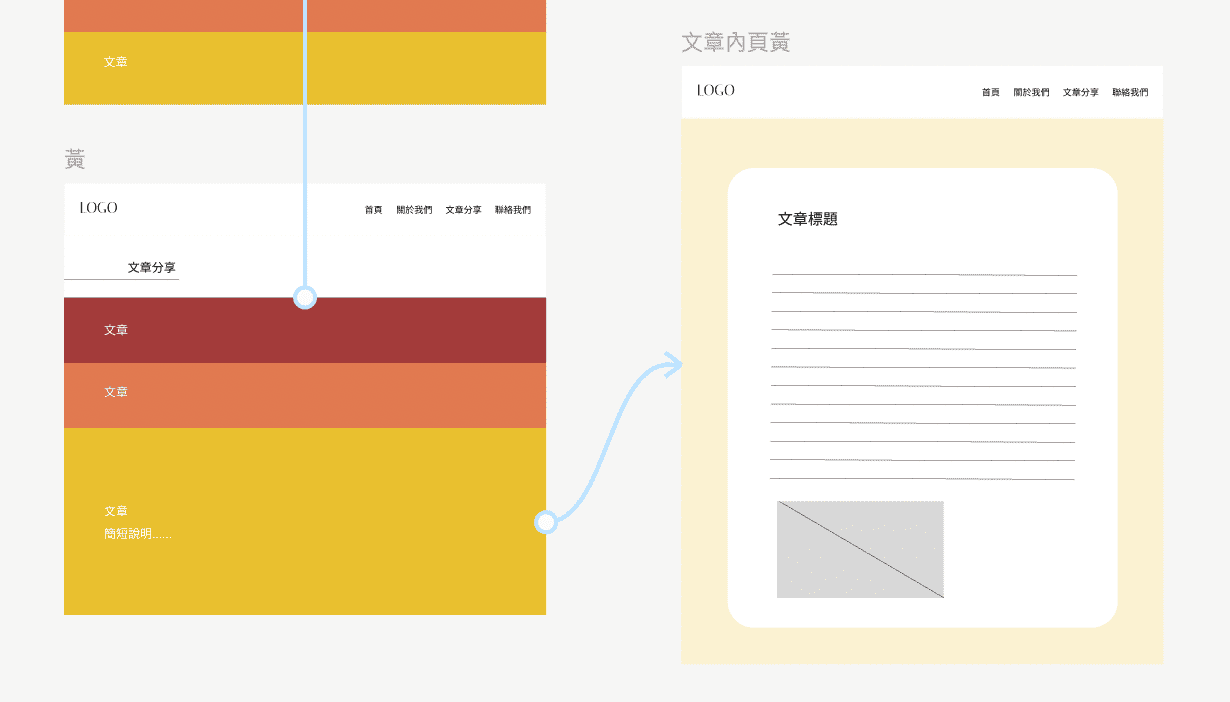 文章
黃
LOGO
首頁 關於我們 文章分享 聯絡我們
文章分享
文章
文章
文章
簡短說明......
文章內頁黃
LOGO
首頁 關於我們 文章分享 聯絡我們
文章標題